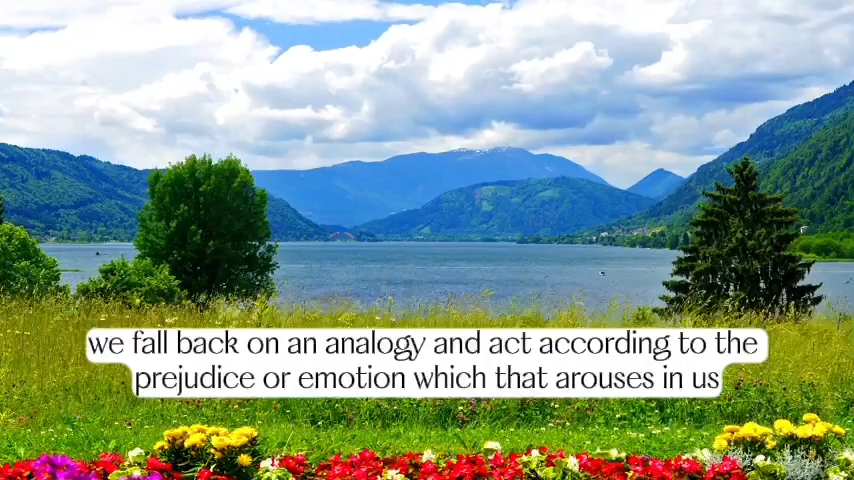 we fall back on an analogy and act according to the
prejudice or emotion which that arouses in us